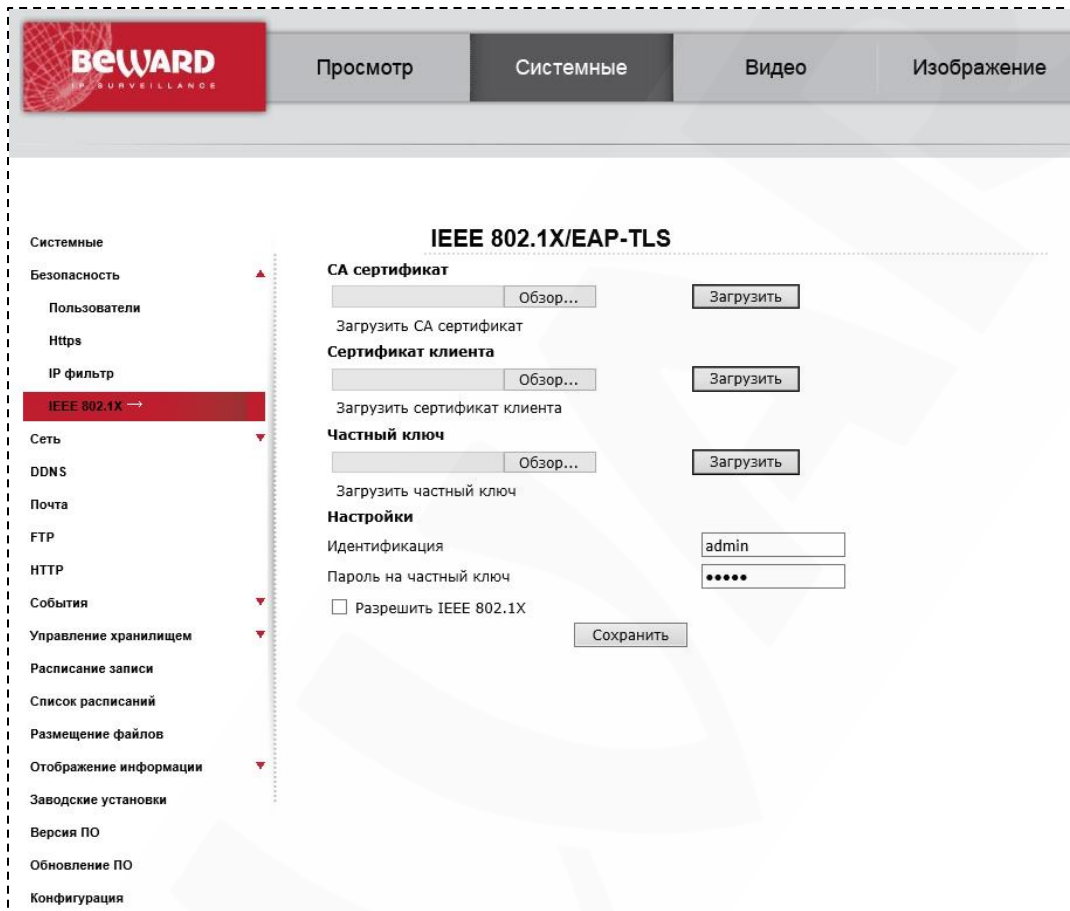 BEWARD
IP SURVEILLANCE
Просмотр
Системные
Видео
Изображение
Системные
Безопасность
Пользователи
Https
IP фильтр
IEEE 802.1X →
Сеть
DDNS
Почта
FTP
HTTP
События
Управление хранилищем
Расписание записи
Список расписаний
Размещение файлов
Отображение информации
Заводские установки
Версия ПО
Обновление ПО
Конфигурация
IEEE 802.1X/EAP-TLS
СА сертификат
Обзор... Загрузить
Загрузить СА сертификат
Сертификат клиента
Обзор... Загрузить
Загрузить сертификат клиента
Частный ключ
Обзор... Загрузить
Загрузить частный ключ
Настройки
Идентификация admin
Пароль на частный ключ •••••
Разрешить IEEE 802.1X
Сохранить